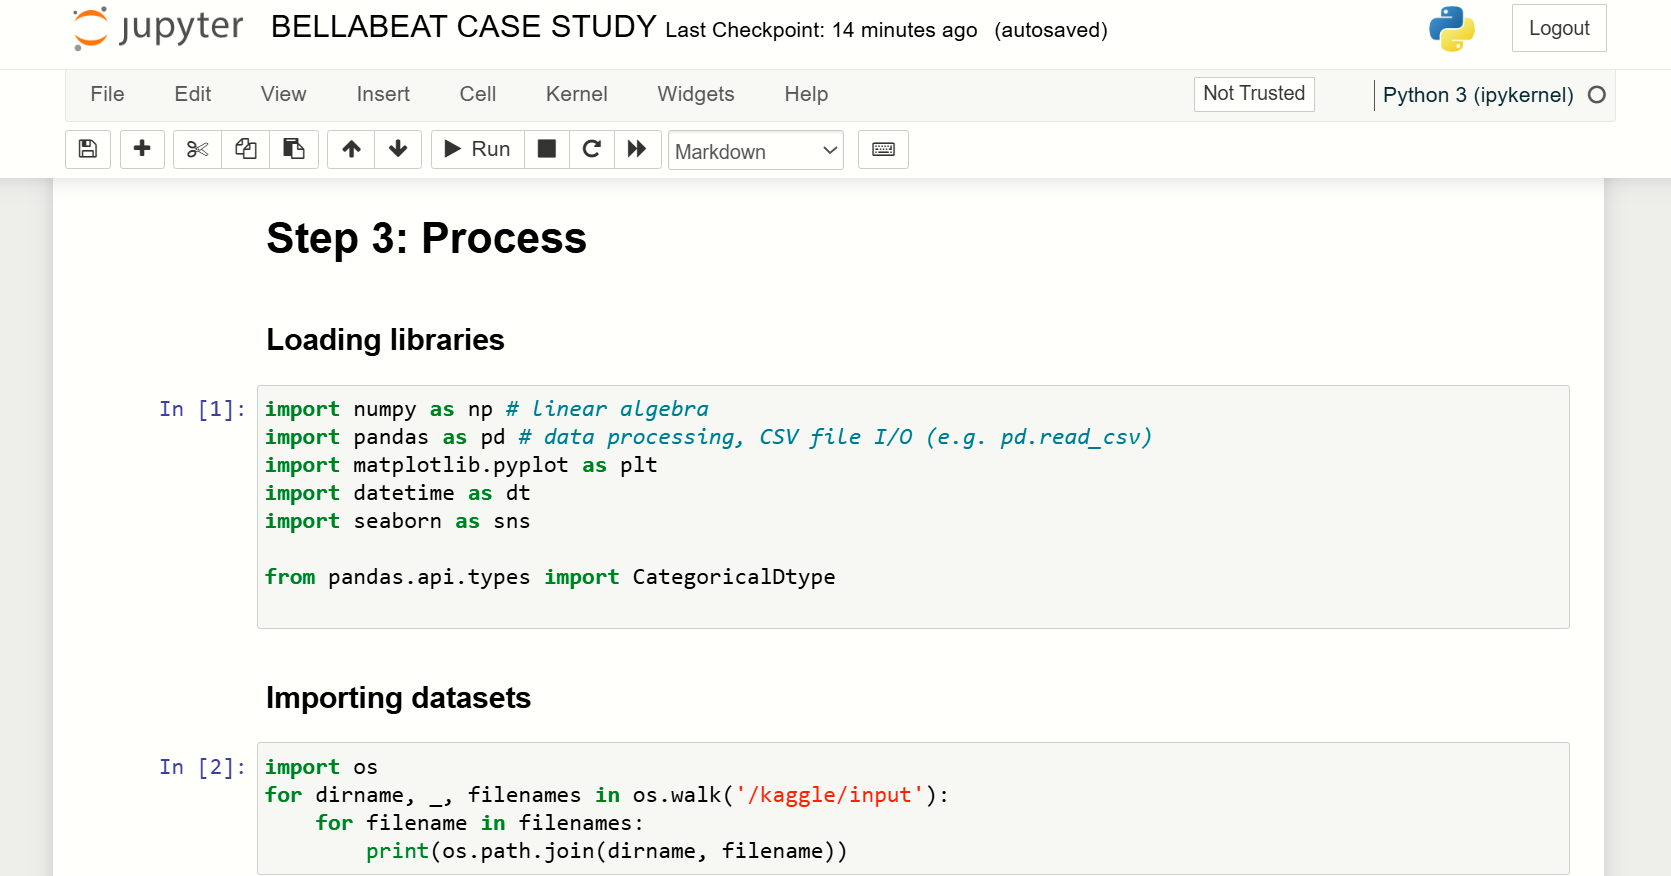 jupyter BELLABEAT CASE STUDY Last Checkpoint: 14 minutes ago (autosaved) Logout
File Edit View Insert Cell Kernel Widgets Help Not Trusted Python 3 (ipykernel)
Run Markdown
Step 3: Process
Loading libraries
In [1]: import numpy as np # linear algebra
import pandas as pd # data processing, CSV file I/O (e.g. pd.read_csv)
import matplotlib.pyplot as plt
import datetime as dt
import seaborn as sns
from pandas.api.types import CategoricalDtype
Importing datasets
In [2]: import os
for dirname, _, filenames in os.walk('/kaggle/input'):
    for filename in filenames:
        print(os.path.join(dirname, filename))